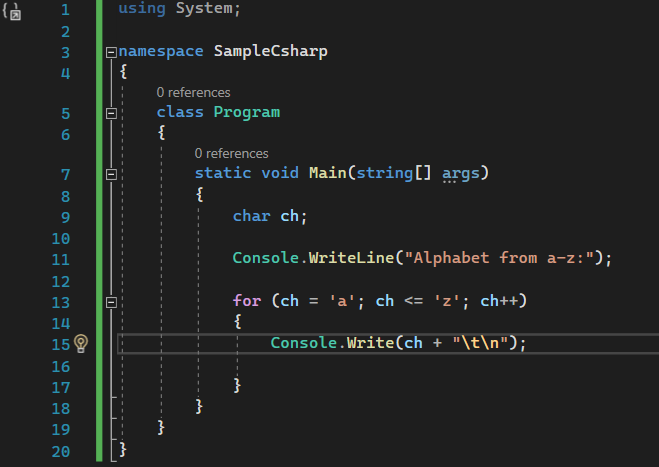 1 using System;
2
3 namespace SampleCsharp
4 {
0 references
5 class Program
6 {
0 references
7 static void Main(string[] args)
8 {
9 char ch;
10
11 Console.WriteLine("Alphabet from a-z:");
12
13 for (ch = 'a'; ch <= 'z'; ch++)
14 {
15 Console.Write(ch + "\t\n");
16
17 }
18 }
19 }
20 }